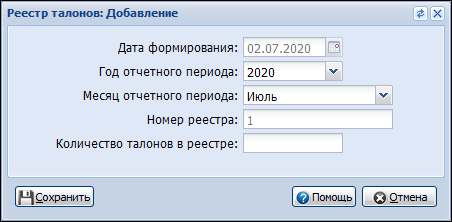 Реестр талонов: Добавление
Дата формирования: 02.07.2020
Год отчетного периода: 2020
Месяц отчетного периода: Июль
Номер реестра: 1
Количество талонов в реестре:
Сохранить Помощь Отмена